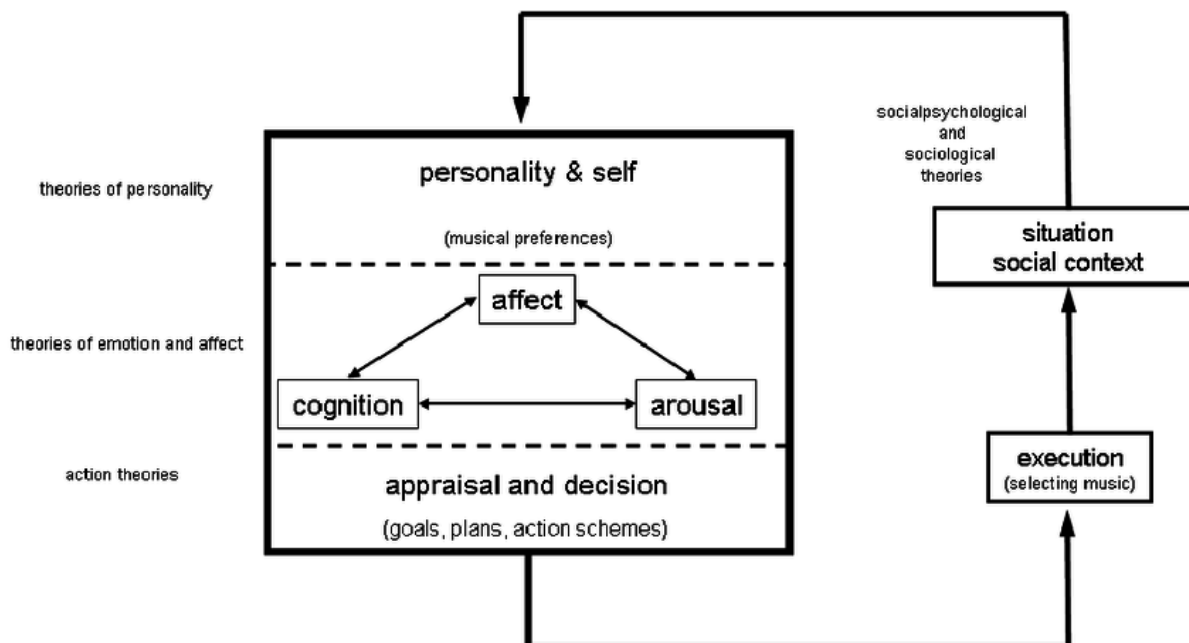 socialpsychological
and
sociological
theories
theories of personality
personality & self
(musical preferences)
situation
social context
affect
theories of emotion and affect
cognition
arousal
execution
(selecting music)
action theories
appraisal and decision
(goals, plans, action schemes)